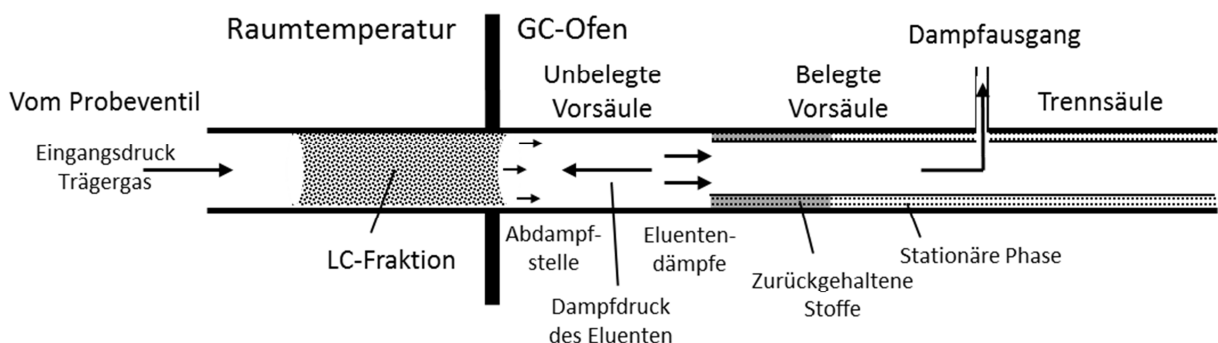 Raumtemperatur
GC-Ofen
Dampfausgang
Vom Probeventil
Unbelegte
Vorsäule
Belegte
Vorsäule
Trennsäule
Eingangsdruck
Trägergas
LC-Fraktion
Abdampf-
stelle
Eluenten-
dämpfe
Stationäre Phase
Zurückgehaltene
Stoffe
Dampfdruck
des Eluenten